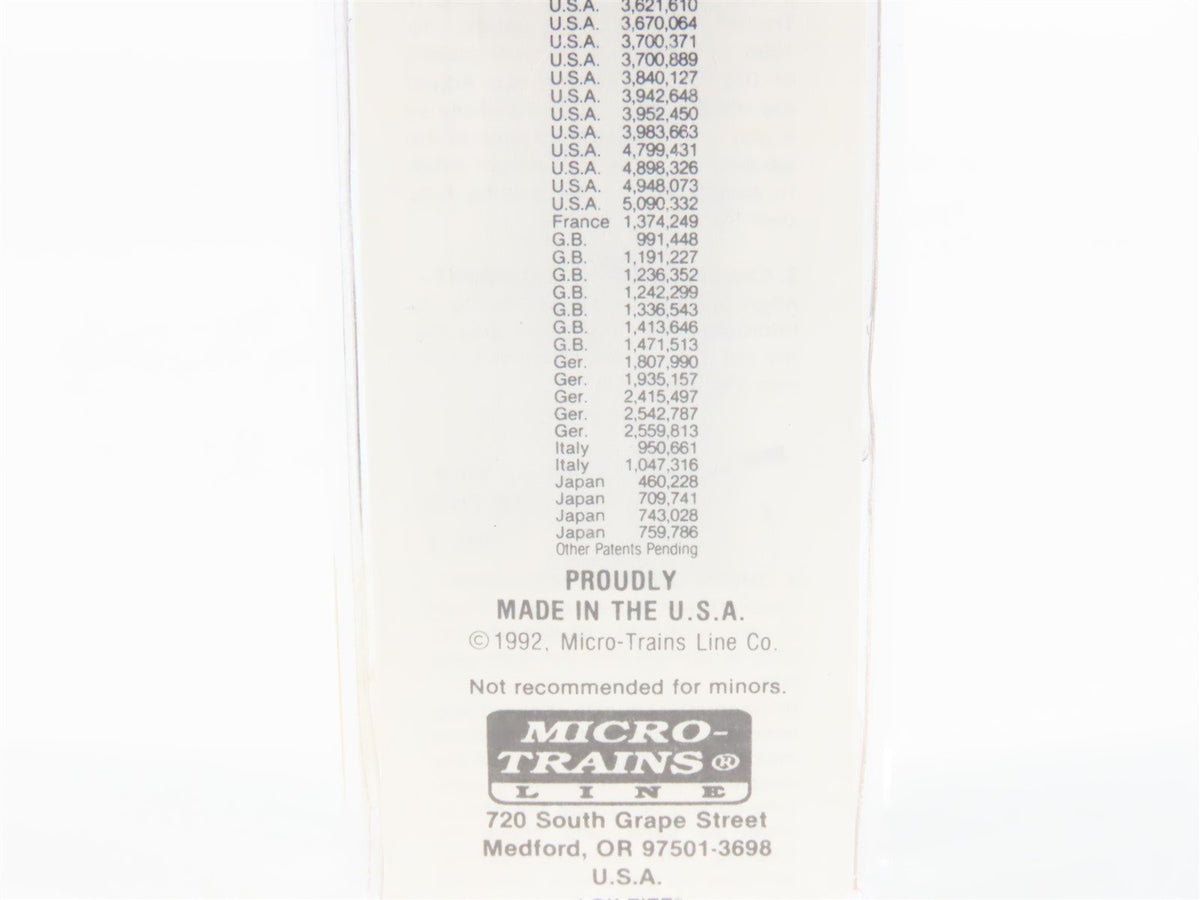 U.S.A. 3,621,610
U.S.A. 3,670,064
U.S.A. 3,700,371
U.S.A. 3,700,889
U.S.A. 3,840,127
U.S.A. 3,942,648
U.S.A. 3,952,450
U.S.A. 3,983,663
U.S.A. 4,799,431
U.S.A. 4,898,326
U.S.A. 4,948,073
U.S.A. 5,090,332
France 1,374,249
G.B. 991,448
G.B. 1,191,227
G.B. 1,236,352
G.B. 1,242,299
G.B. 1,336,543
G.B. 1,413,646
G.B. 1,471,513
Ger. 1,807,990
Ger. 1,935,157
Ger. 2,415,497
Ger. 2,542,787
Ger. 2,559,813
Italy 950,661
Italy 1,047,316
Japan 460,228
Japan 709,741
Japan 743,028
Japan 759,786
Other Patents Pending
PROUDLY
MADE IN THE U.S.A.
©1992, Micro-Trains Line Co.
Not recommended for minors.
MICRO-
TRAINS®
LINE
720 South Grape Street
Medford, OR 97501-3698
U.S.A.